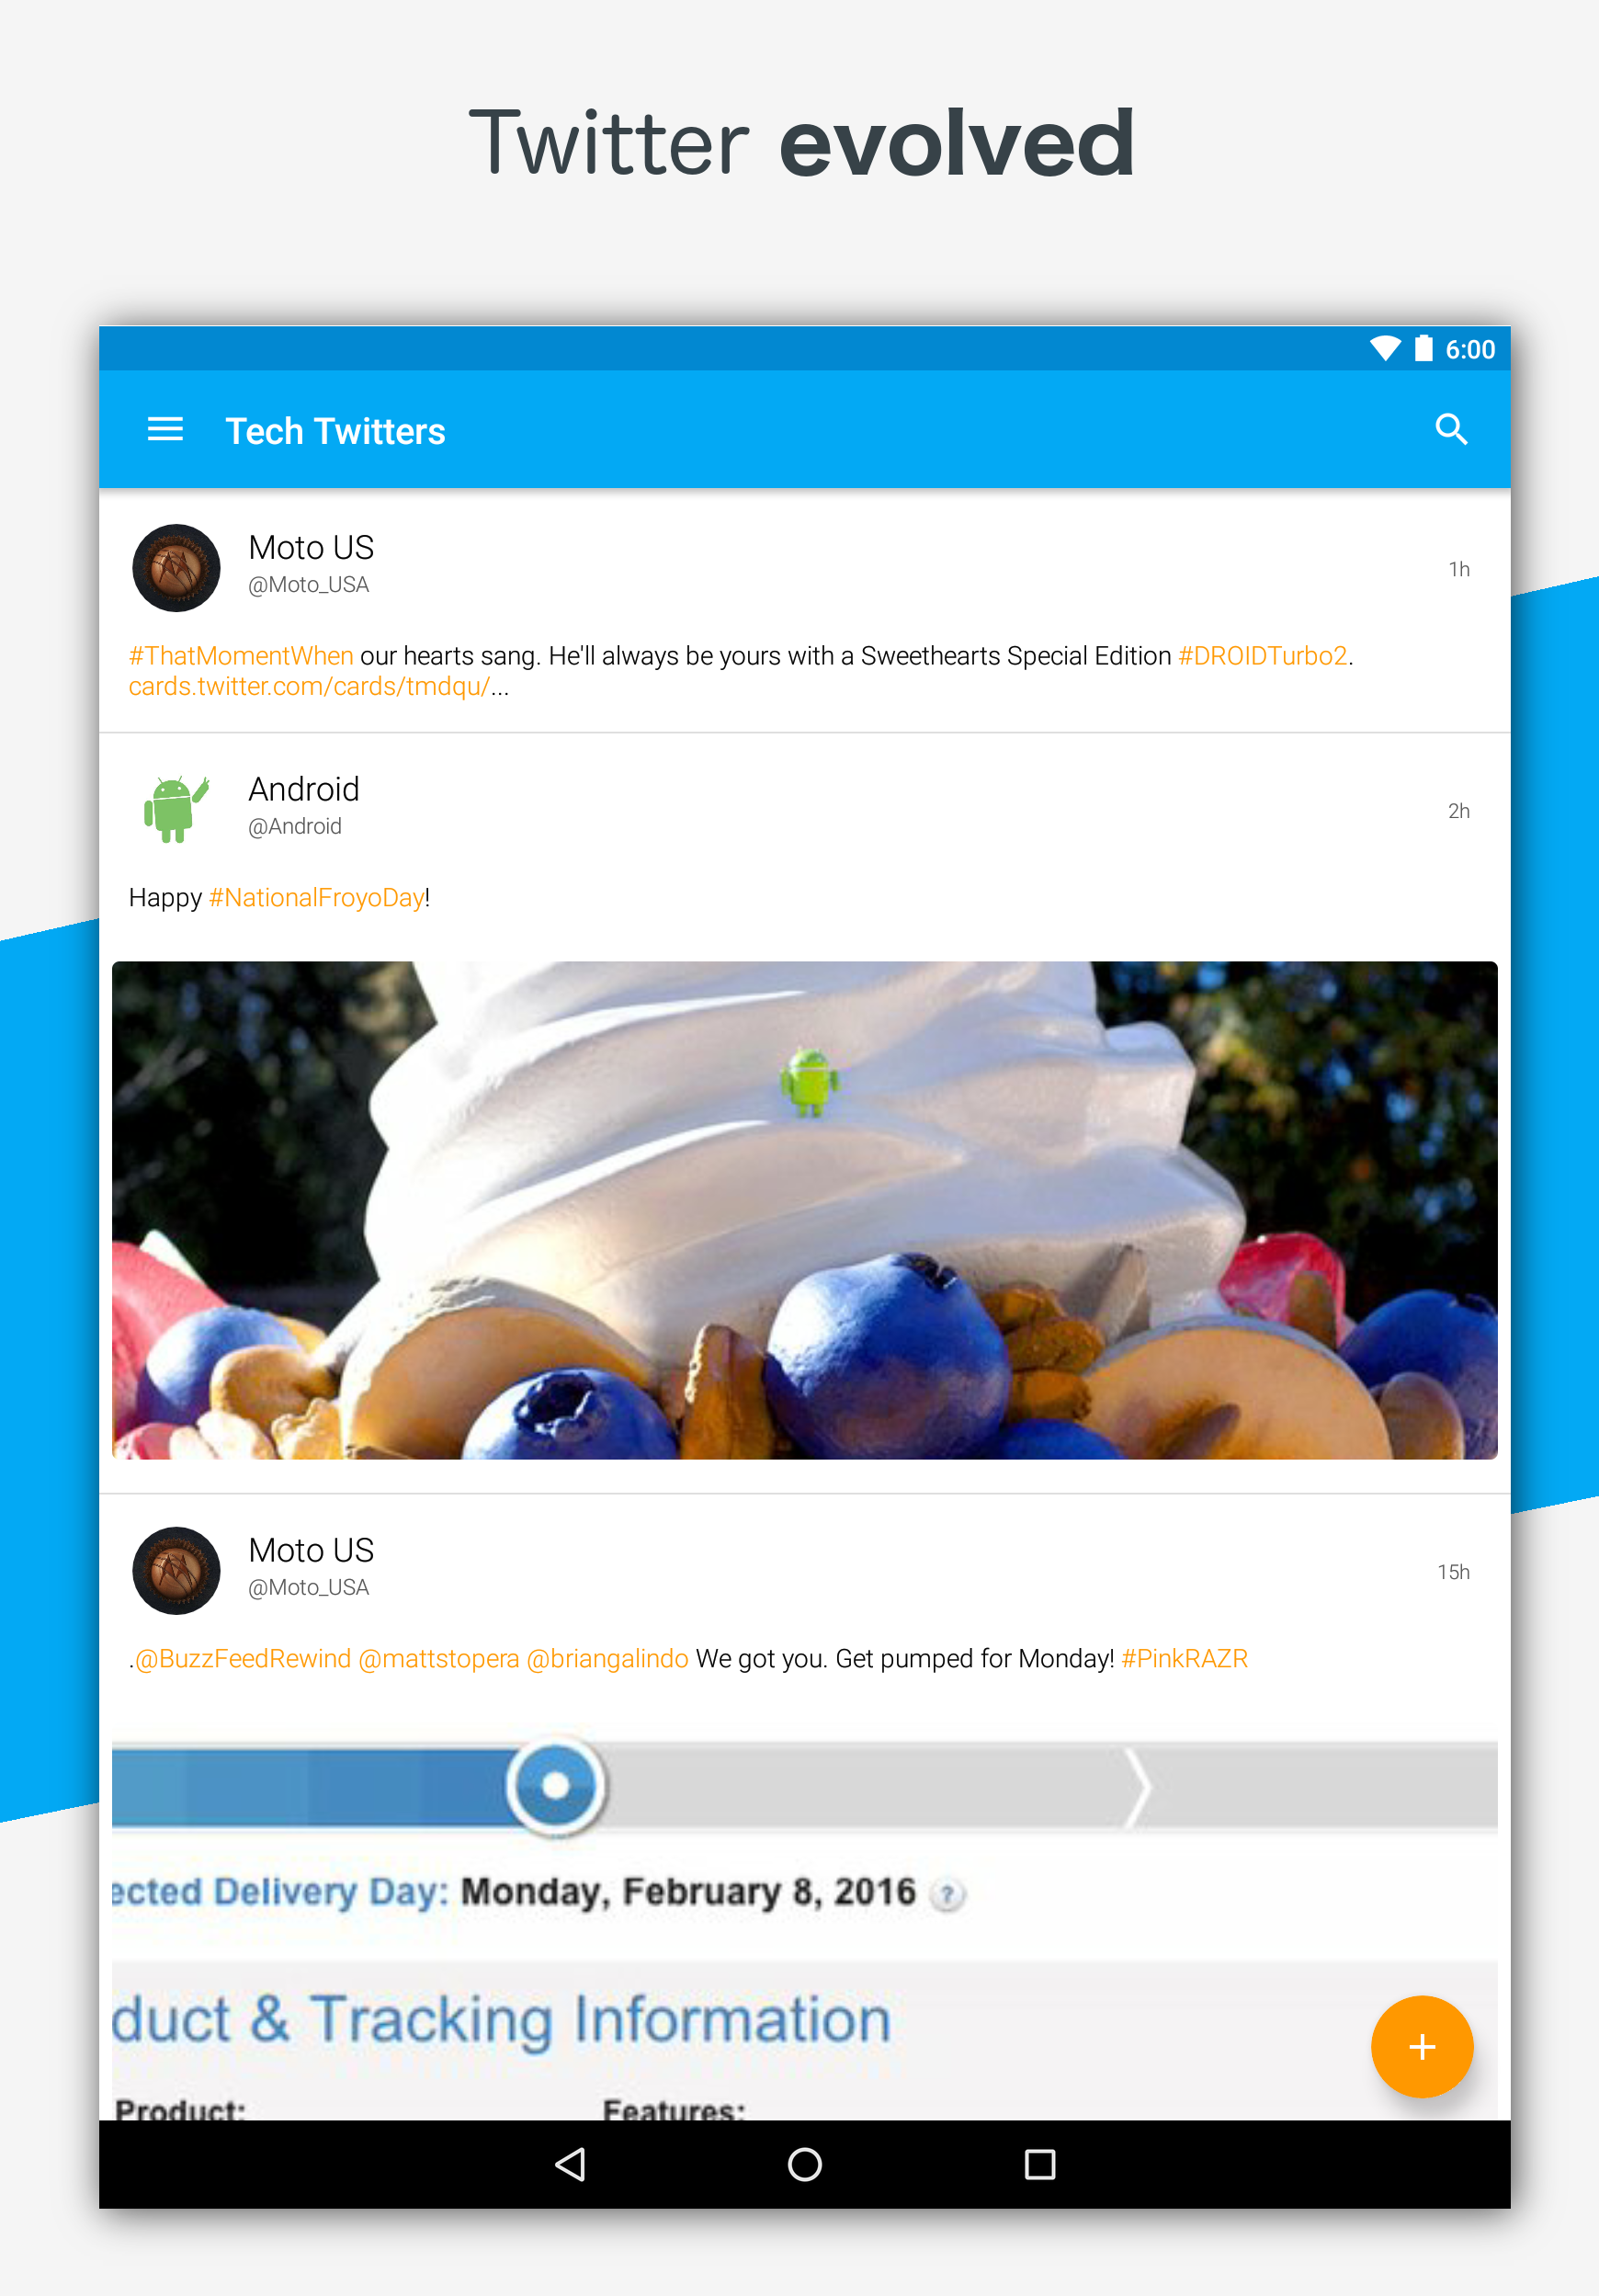 Twitter evolved
6:00
Tech Twitters
Moto US
@Moto_USA
1h
#ThatMomentWhen our hearts sang. He'll always be yours with a Sweethearts Special Edition #DROIDTurbo2.
cards.twitter.com/cards/tmdqu/...
Android
@Android
2h
Happy #NationalFroyoDay!
Moto US
@Moto_USA
15h
.@BuzzFeedRewind @mattstopera @briangalindo We got you. Get pumped for Monday! #PinkRAZR
ected Delivery Day: Monday, February 8, 2016 ?
duct & Tracking Information
Product: Features: